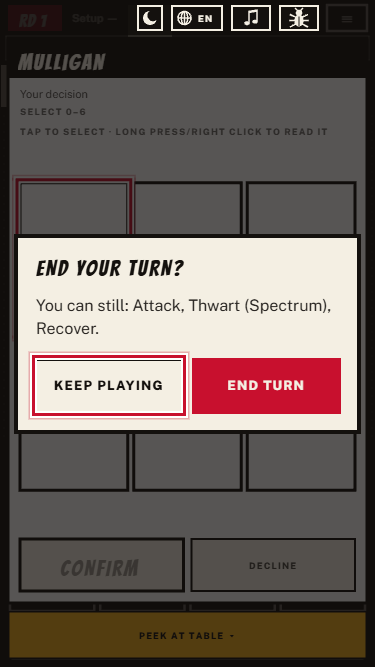 RD 1
Setup —
EN
MULLIGAN
Your decision
SELECT 0–6
TAP TO SELECT · LONG PRESS/RIGHT CLICK TO READ IT
END YOUR TURN?
You can still: Attack, Thwart (Spectrum),
Recover.
KEEP PLAYING
END TURN
CONFIRM
DECLINE
PEEK AT TABLE -